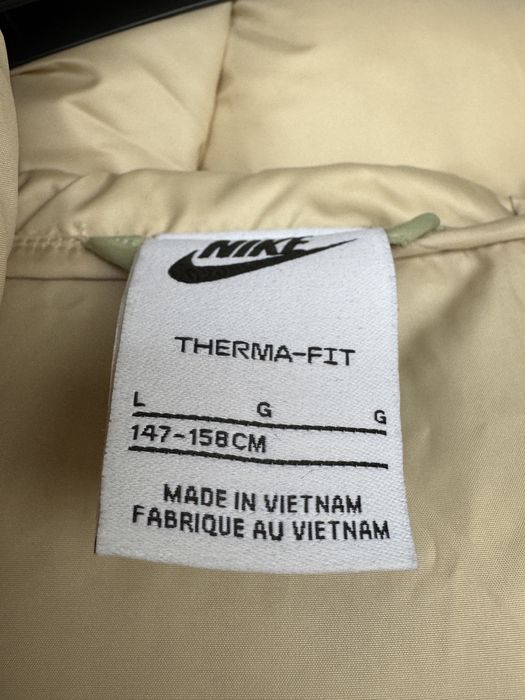 NIKE
THERMA-FIT
L G G
147-158CM
MADE IN VIETNAM
FABRIQUE AU VIETNAM